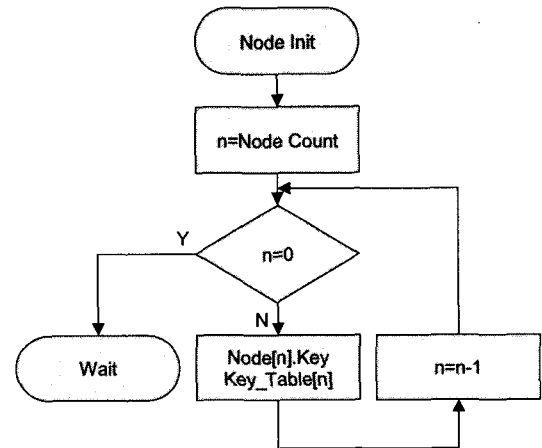 Node Init
n=Node Count
n=0
Y
N
Wait
Node[n].Key
Key_Table[n]
n=n-1